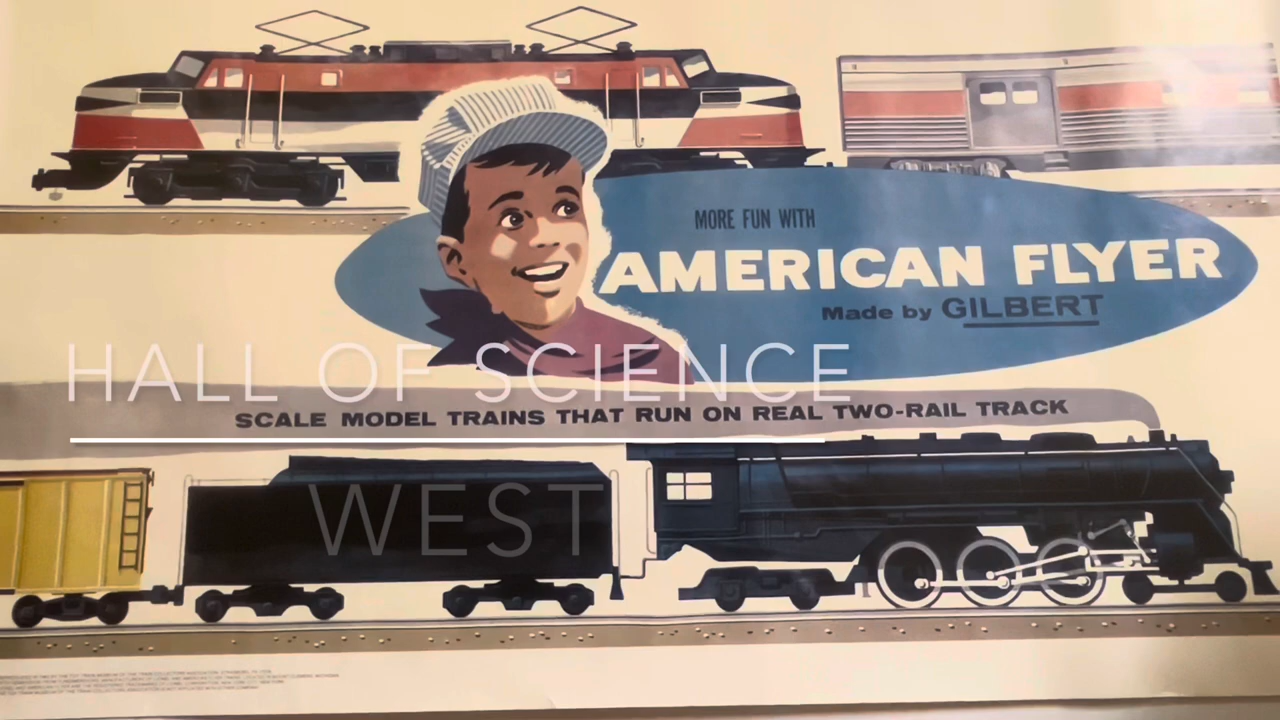 MORE FUN WITH
AMERICAN FLYER
Made by GILBERT
HALL OF SCIENCE
SCALE MODEL TRAINS THAT RUN ON REAL TWO-RAIL TRACK
WEST